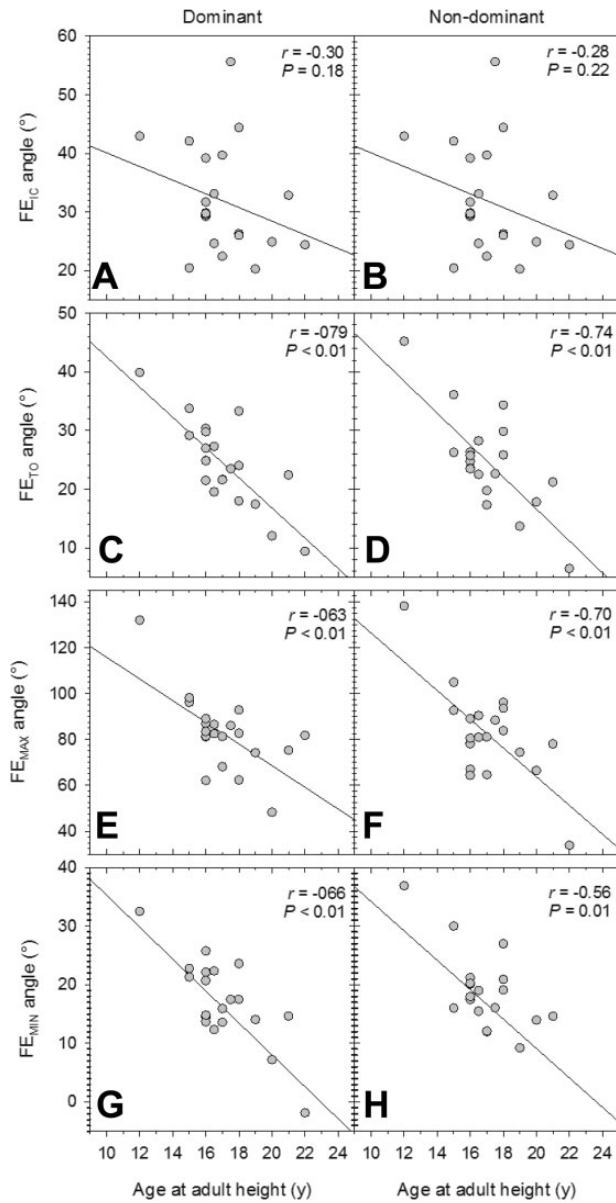 Dominant Non-dominant
60
50
40
30
20
FE_IC angle (°)
r = -0.30
P = 0.18
A
r = -0.28
P = 0.22
B
50
40
30
20
10
FE_TO angle (°)
r = -079
P < 0.01
C
r = -0.74
P < 0.01
D
140
120
100
80
60
40
FE_MAX angle (°)
r = -063
P < 0.01
E
r = -0.70
P < 0.01
F
40
30
20
10
0
FE_MIN angle (°)
r = -066
P < 0.01
G
r = -0.56
P = 0.01
H
10 12 14 16 18 20 22 24 10 12 14 16 18 20 22 24
Age at adult height (y) Age at adult height (y)